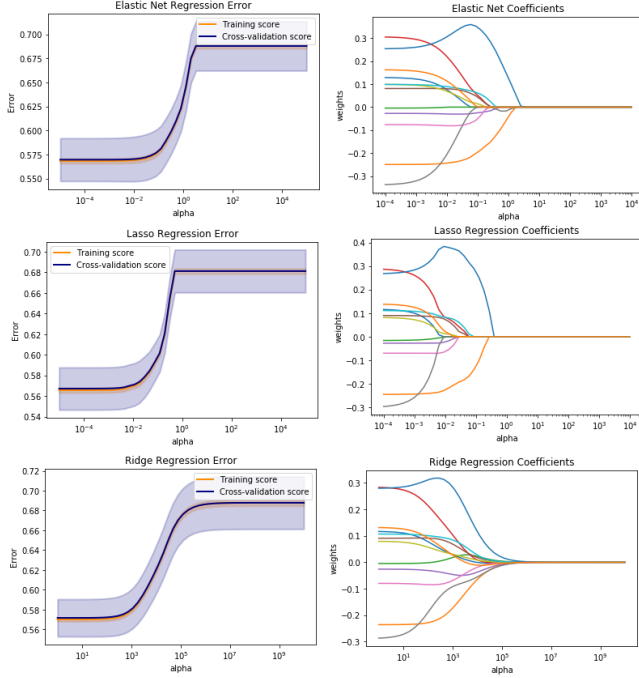 Elastic Net Regression Error
Training score
Cross-validation score
0.700
0.675
0.650
0.625
0.600
0.575
0.550
Error
10⁻⁴ 10⁻² 10⁰ 10² 10⁴
alpha
Elastic Net Coefficients
0.3
0.2
0.1
0.0
−0.1
−0.2
−0.3
weights
10⁻⁴ 10⁻³ 10⁻² 10⁻¹ 10⁰ 10¹ 10² 10³ 10⁴
alpha
Lasso Regression Error
Training score
Cross-validation score
0.70
0.68
0.66
0.64
0.62
0.60
0.58
0.56
0.54
Error
10⁻⁴ 10⁻² 10⁰ 10² 10⁴
alpha
Lasso Regression Coefficients
0.4
0.3
0.2
0.1
0.0
−0.1
−0.2
−0.3
weights
10⁻⁴ 10⁻³ 10⁻² 10⁻¹ 10⁰ 10¹ 10² 10³ 10⁴
alpha
Ridge Regression Error
Training score
Cross-validation score
0.72
0.70
0.68
0.66
0.64
0.62
0.60
0.58
0.56
Error
10¹ 10³ 10⁵ 10⁷ 10⁹
alpha
Ridge Regression Coefficients
0.3
0.2
0.1
0.0
−0.1
−0.2
−0.3
weights
10¹ 10³ 10⁵ 10⁷ 10⁹
alpha